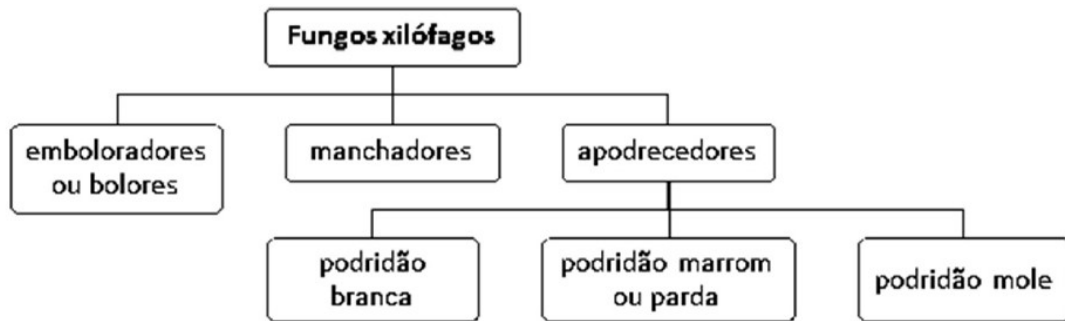 Fungos xilófagos
emboloradores
ou bolores
manchadores
apodrecedores
podridão
branca
podridão marrom
ou parda
podridão mole